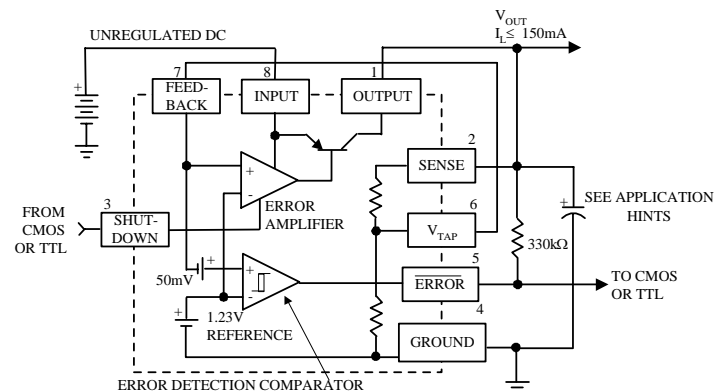 V_OUT
I_L ≤ 150mA
UNREGULATED DC
7
8
1
FEED-
BACK
INPUT
OUTPUT
+
2
SENSE
+
-
3
FROM
CMOS
OR TTL
SHUT-
DOWN
ERROR
AMPLIFIER
6
V_TAP
+
SEE APPLICATION
HINTS
330kΩ
50mV
+
+
-
5
ERROR
TO CMOS
OR TTL
+
1.23V
REFERENCE
4
GROUND
ERROR DETECTION COMPARATOR